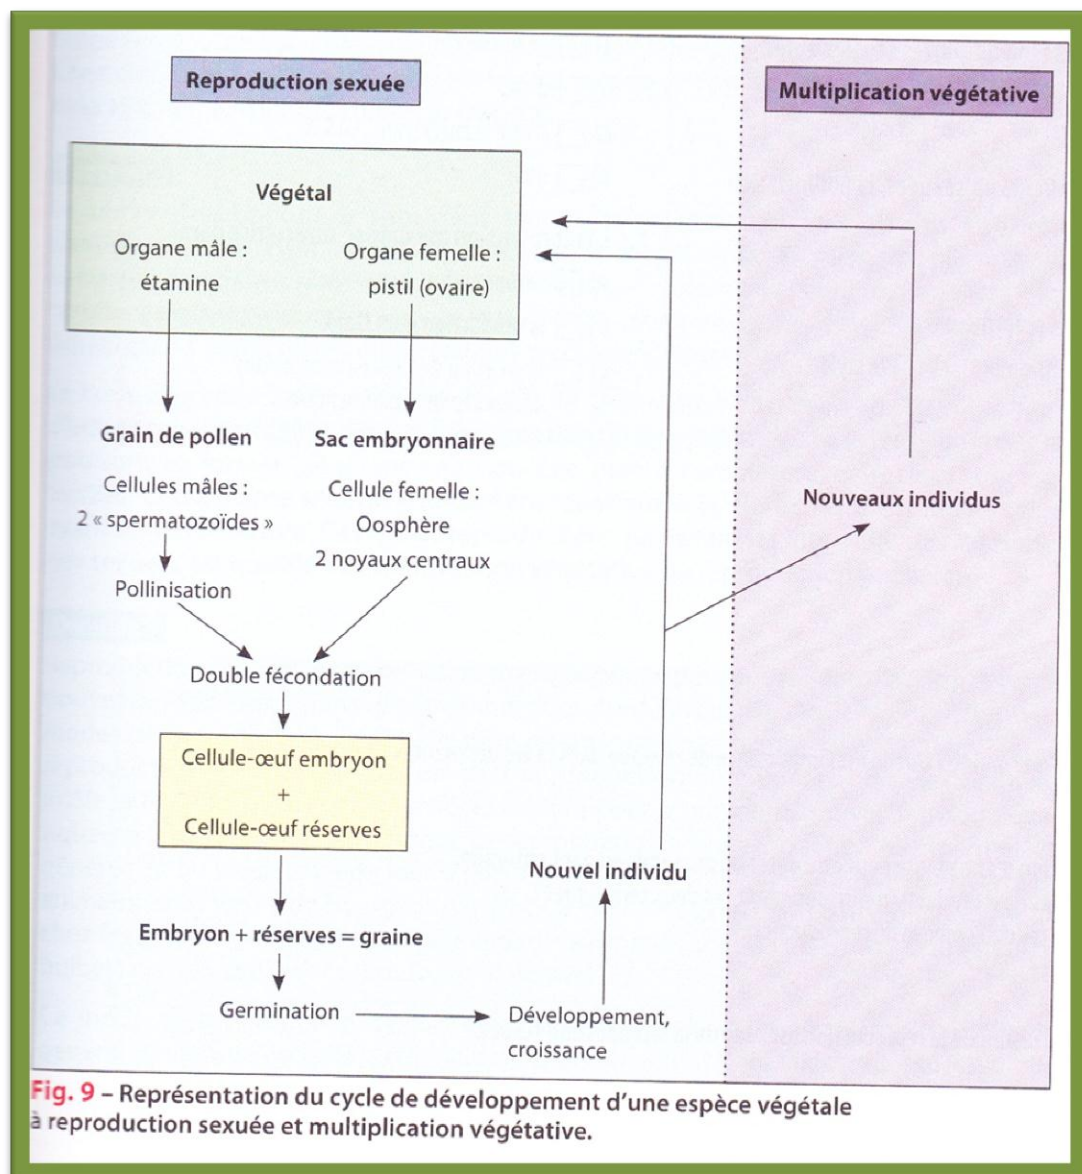 Reproduction sexuée
Multiplication végétative
Végétal
Organe mâle :
étamine
Organe femelle :
pistil (ovaire)
Grain de pollen
Cellules mâles :
2 « spermatozoïdes »
Pollinisation
Sac embryonnaire
Cellule femelle :
Oosphère
2 noyaux centraux
Nouveaux individus
Double fécondation
Cellule-œuf embryon
+
Cellule-œuf réserves
Embryon + réserves = graine
Germination
Développement,
croissance
Nouvel individu
Fig. 9 – Représentation du cycle de développement d'une espèce végétale
à reproduction sexuée et multiplication végétative.